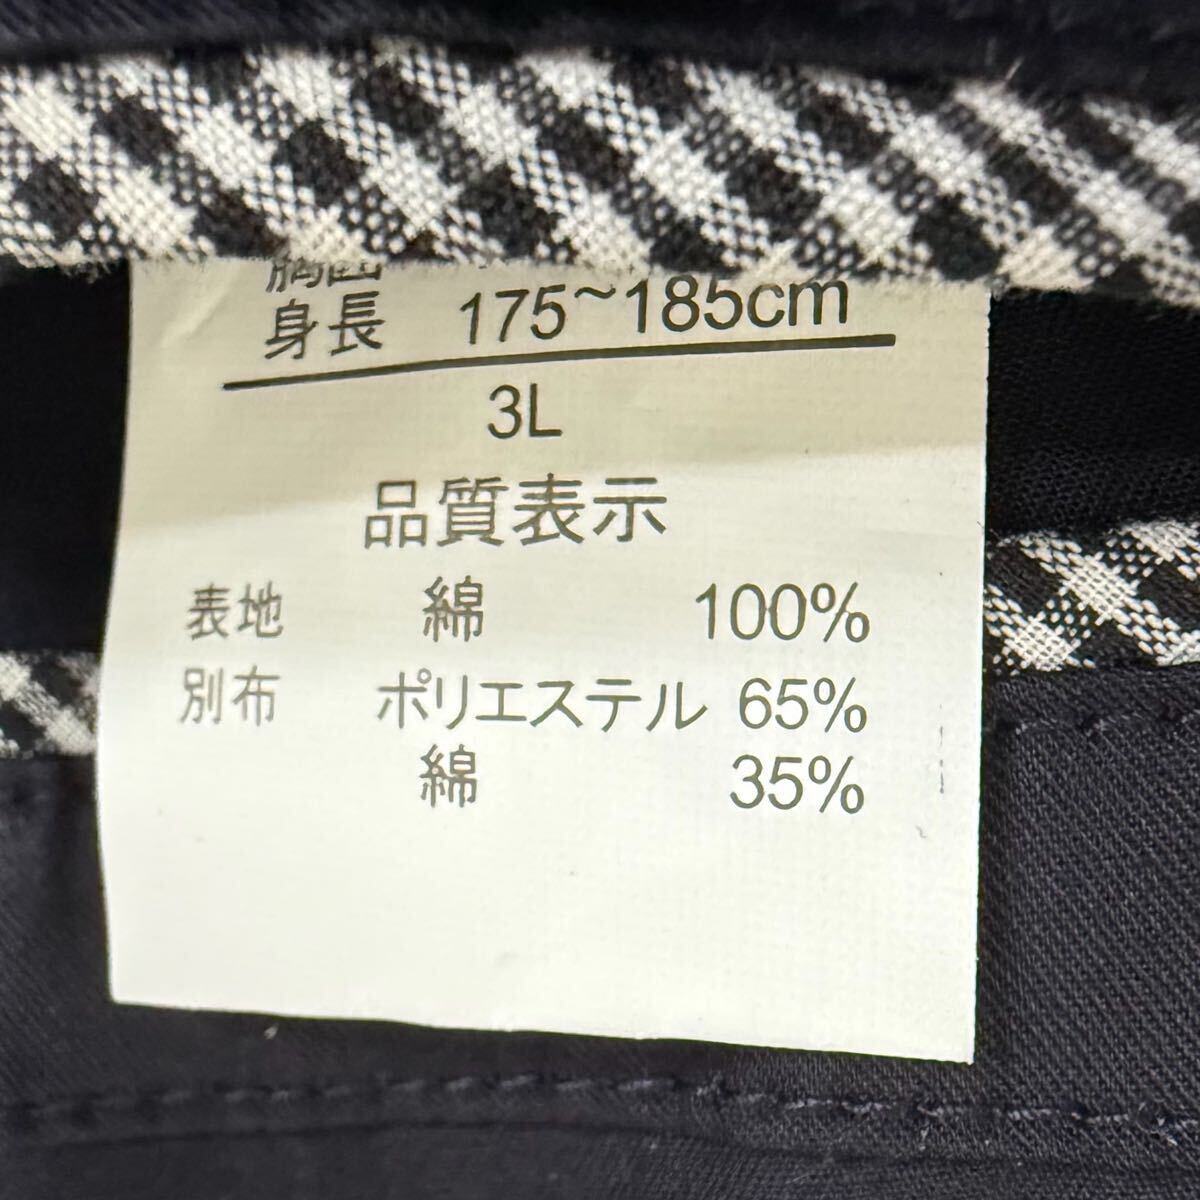 身長 175~185cm
3L
品質表示
表地 綿 100%
別布 ポリエステル 65%
綿 35%